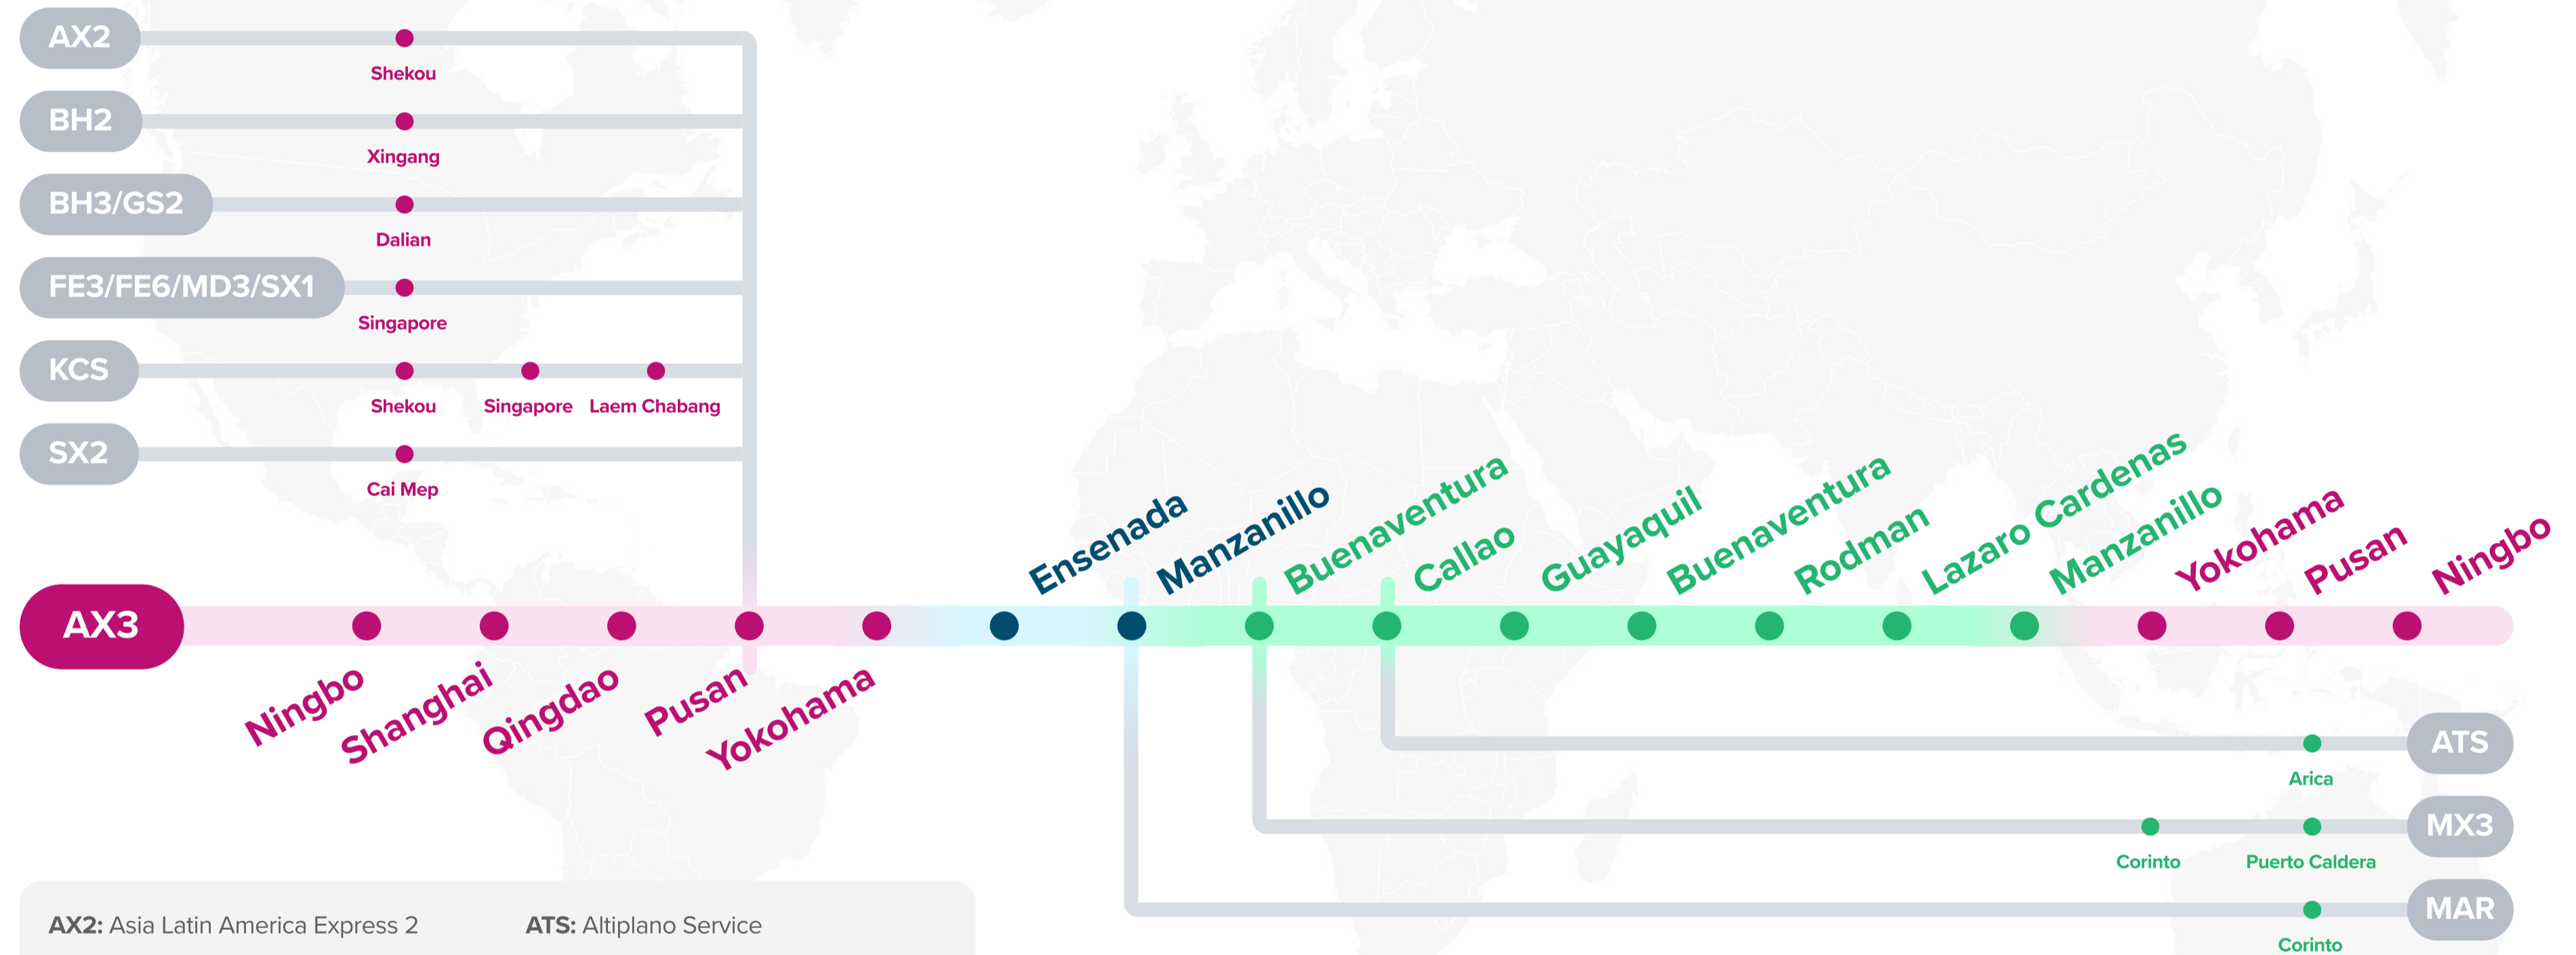 AX2
Shekou
BH2
Xingang
BH3/GS2
Dalian
FE3/FE6/MD3/SX1
Singapore
KCS
Shekou Singapore Laem Chabang
SX2
Cai Mep
AX3
Ningbo
Shanghai
Qingdao
Pusan
Yokohama
Ensenada
Manzanillo
Buenaventura
Callao
Guayaquil
Buenaventura
Rodman
Lazaro Cardenas
Manzanillo
Yokohama
Pusan
Ningbo
ATS
Arica
MX3
Corinto Puerto Caldera
MAR
Corinto
AX2: Asia Latin America Express 2 ATS: Altiplano Service